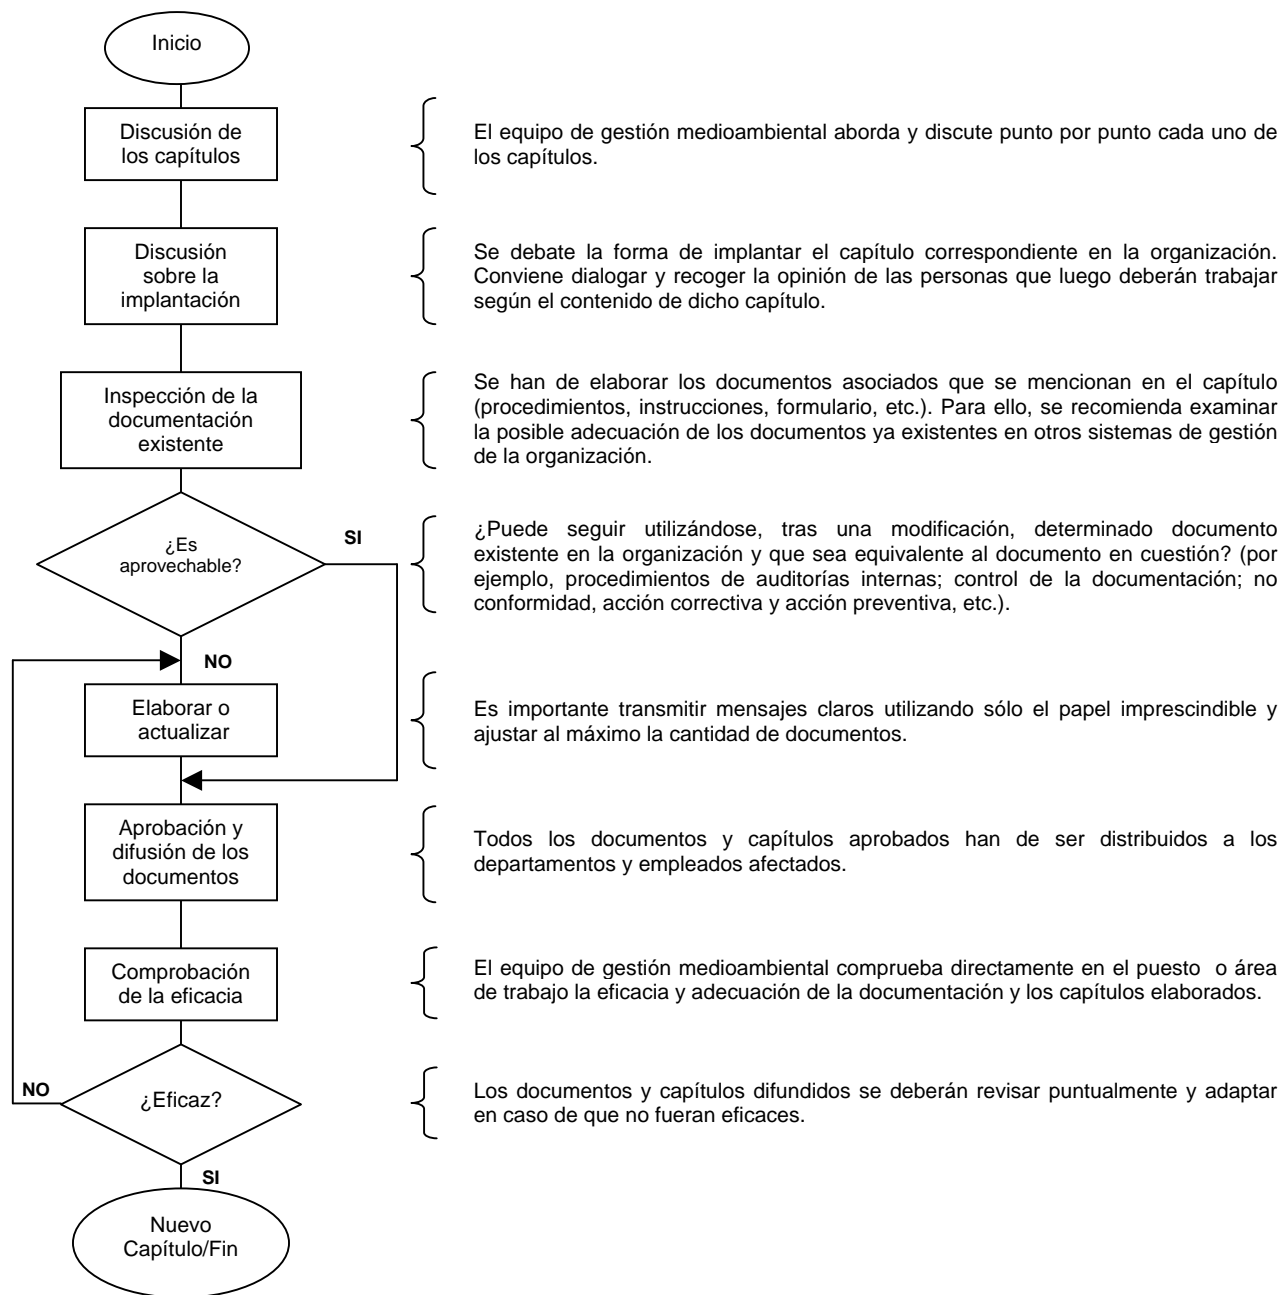 Inicio
Discusión de
los capítulos
El equipo de gestión medioambiental aborda y discute punto por punto cada uno de
los capítulos.
Discusión
sobre la
implantación
Se debate la forma de implantar el capítulo correspondiente en la organización.
Conviene dialogar y recoger la opinión de las personas que luego deberán trabajar
según el contenido de dicho capítulo.
Inspección de la
documentación
existente
Se han de elaborar los documentos asociados que se mencionan en el capítulo
(procedimientos, instrucciones, formulario, etc.). Para ello, se recomienda examinar
la posible adecuación de los documentos ya existentes en otros sistemas de gestión
de la organización.
¿Es
aprovechable?
SI
¿Puede seguir utilizándose, tras una modificación, determinado documento
existente en la organización y que sea equivalente al documento en cuestión? (por
ejemplo, procedimientos de auditorías internas; control de la documentación; no
conformidad, acción correctiva y acción preventiva, etc.).
NO
Elaborar o
actualizar
Es importante transmitir mensajes claros utilizando sólo el papel imprescindible y
ajustar al máximo la cantidad de documentos.
Aprobación y
difusión de los
documentos
Todos los documentos y capítulos aprobados han de ser distribuidos a los
departamentos y empleados afectados.
Comprobación
de la eficacia
El equipo de gestión medioambiental comprueba directamente en el puesto o área
de trabajo la eficacia y adecuación de la documentación y los capítulos elaborados.
NO
¿Eficaz?
Los documentos y capítulos difundidos se deberán revisar puntualmente y adaptar
en caso de que no fueran eficaces.
SI
Nuevo
Capítulo/Fin